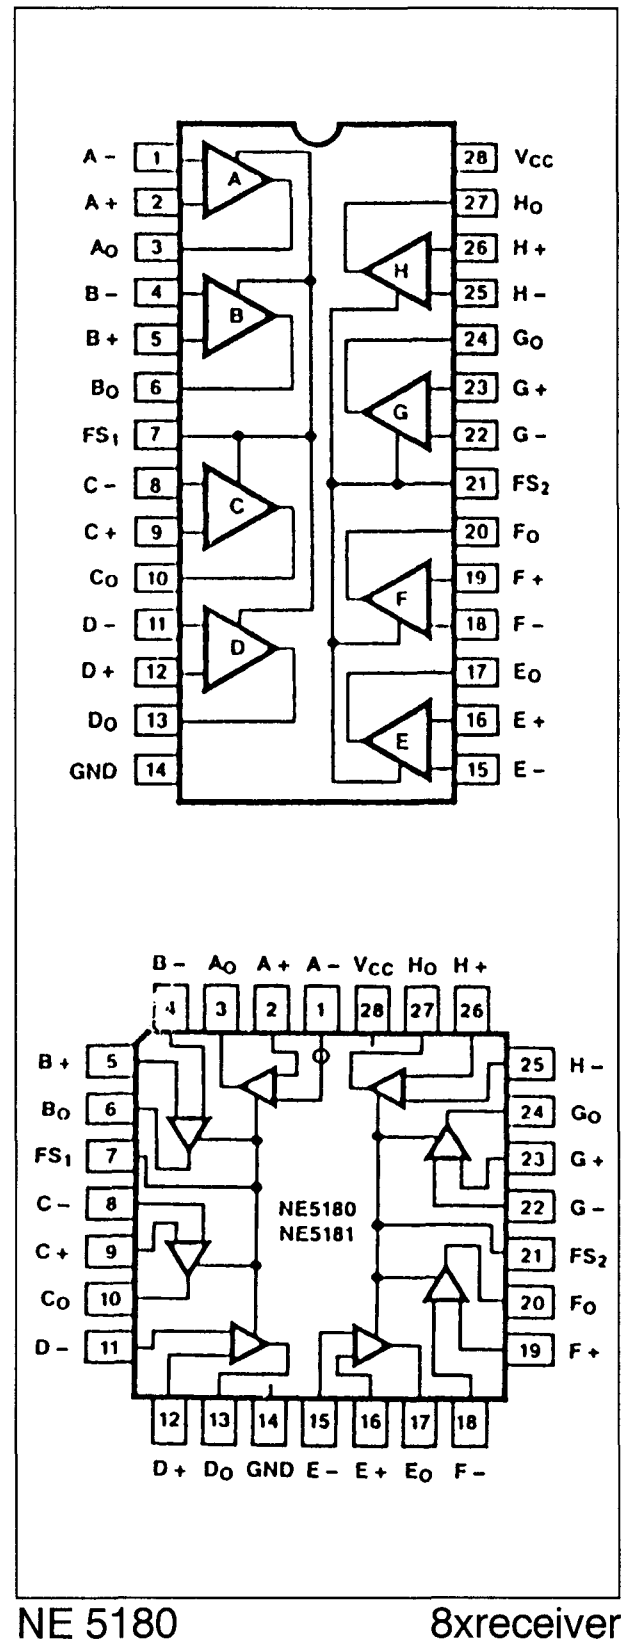 A - 1 A 28 VCC
A + 2 27 HO
AO 3 H 26 H +
B - 4 25 H -
B + 5 B 24 GO
BO 6 23 G +
FS1 7 G 22 G -
C - 8 21 FS2
C + 9 C 20 FO
CO 10 19 F +
D - 11 F 18 F -
D + 12 D 17 EO
DO 13 16 E +
GND 14 E 15 E -
B - AO A + A - VCC HO H +
4 3 2 1 28 27 26
B + 5 25 H -
BO 6 24 GO
FS1 7 23 G +
C - 8 22 G -
NE5180
NE5181
C + 9 21 FS2
CO 10 20 FO
D - 11 19 F +
12 13 14 15 16 17 18
D + DO GND E - E + EO F -
NE 5180 8xreceiver